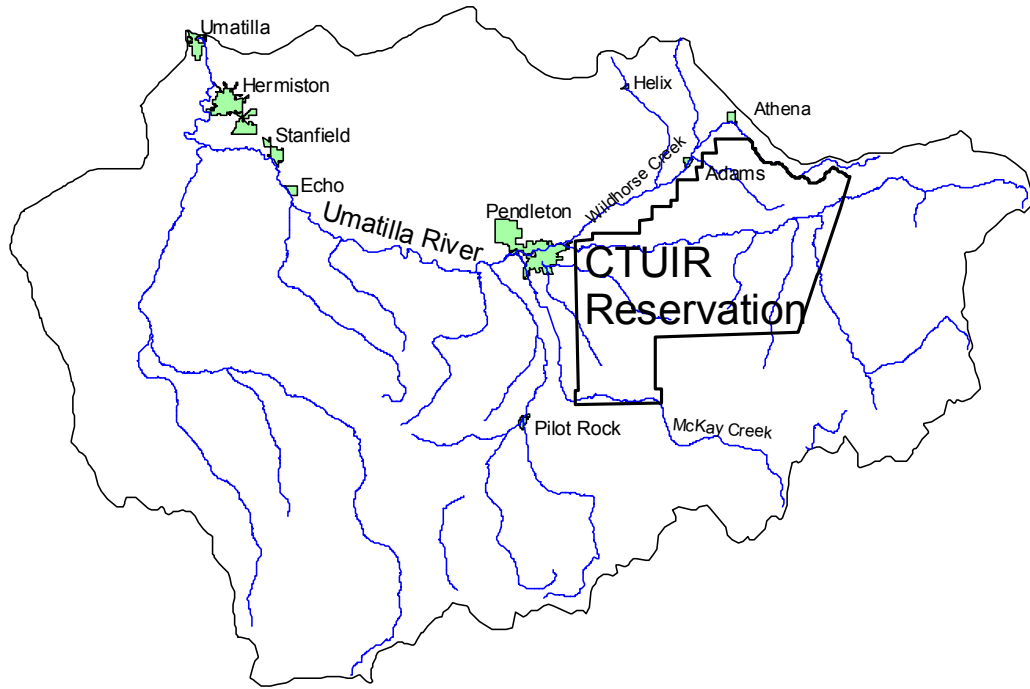 Umatilla
Hermiston
Helix
Athena
Stanfield
Wildhorse Creek
Adams
Echo
Pendleton
Umatilla River
CTUIR
Reservation
Pilot Rock
McKay Creek